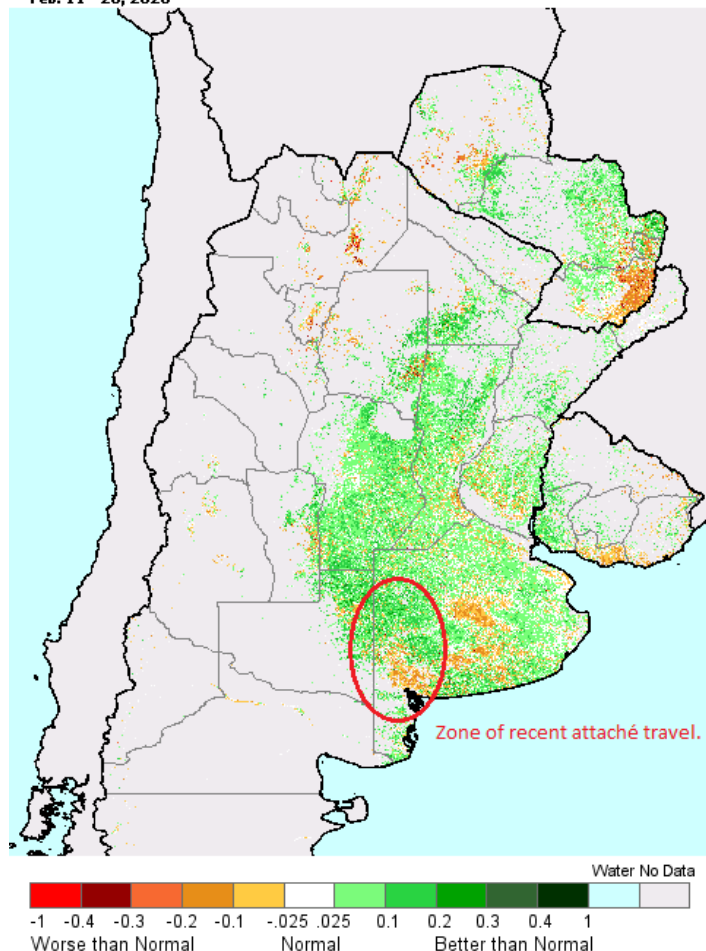 Zone of recent attaché travel.
Water No Data
-1 -0.4 -0.3 -0.2 -0.1 -.025 .025 0.1 0.2 0.3 0.4 1
Worse than Normal Normal Better than Normal